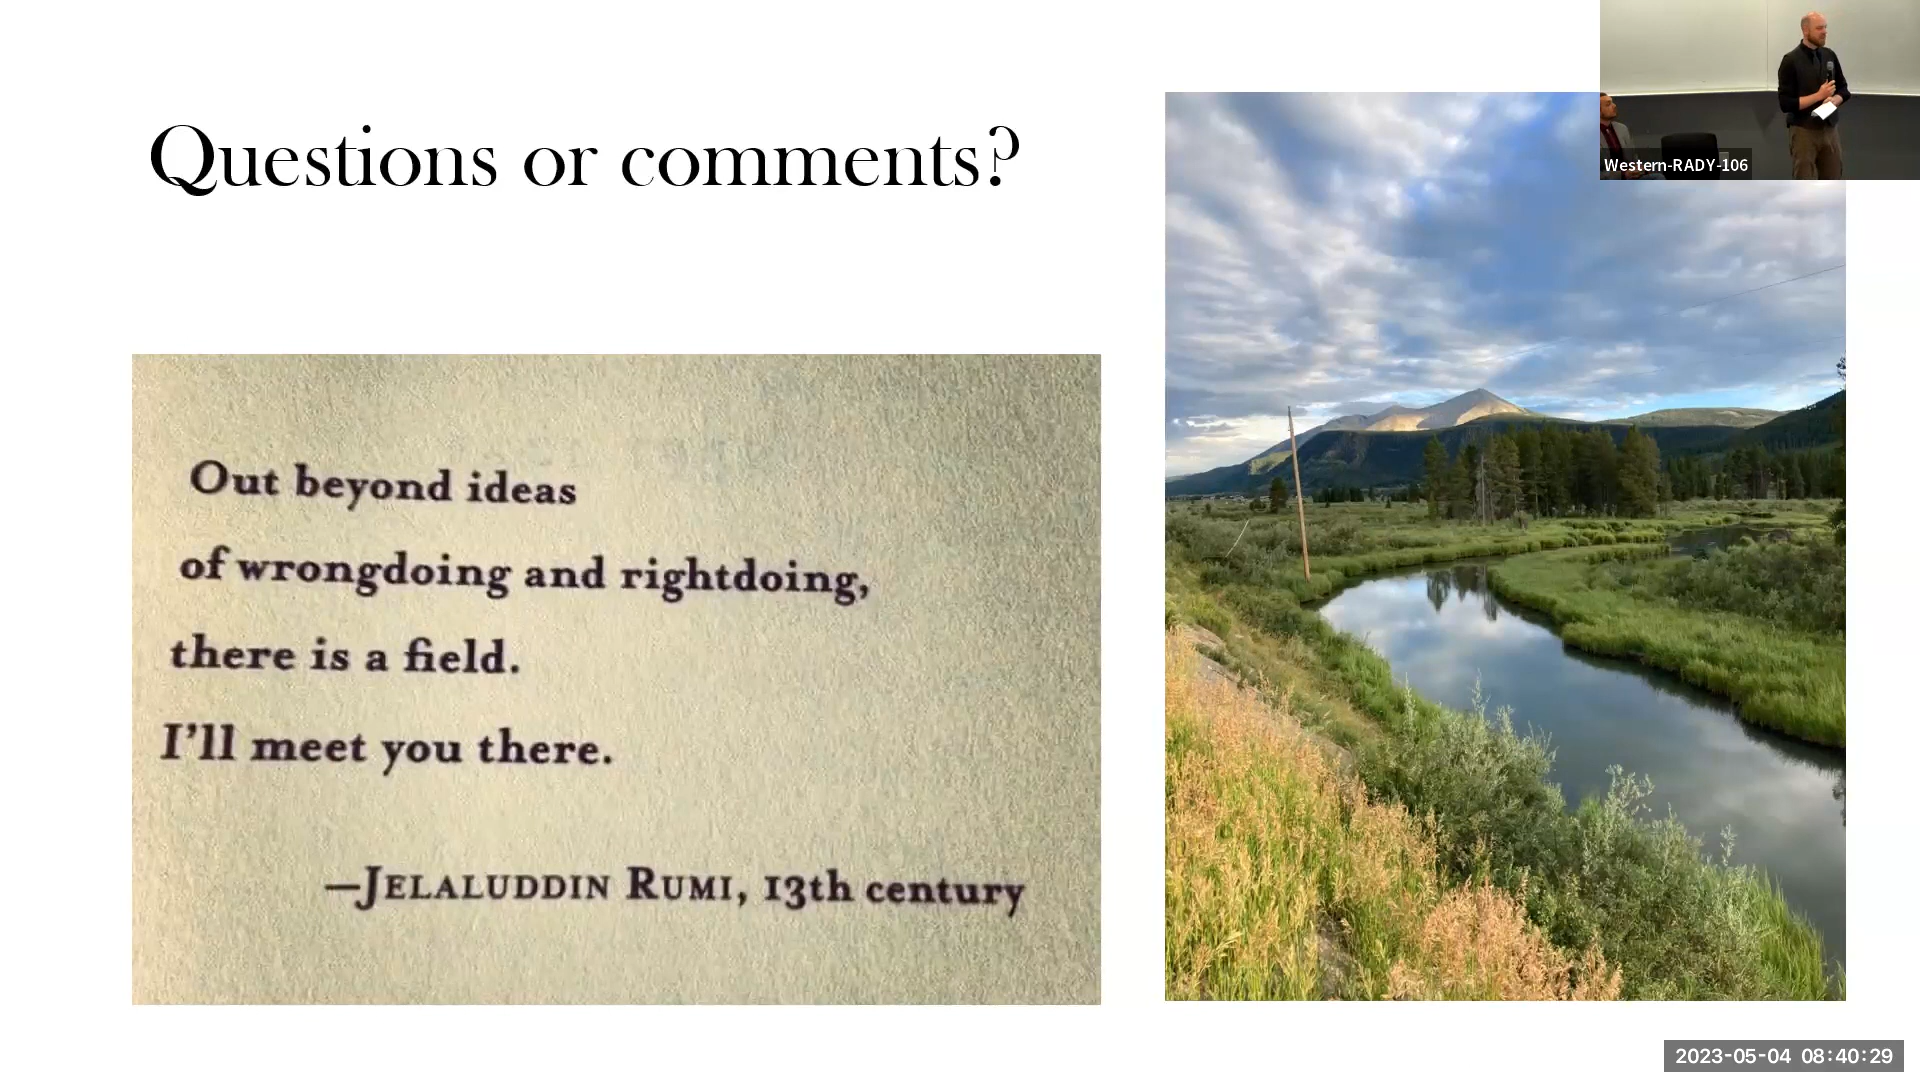 Questions or comments?
Western-RADY-106
Out beyond ideas
of wrongdoing and rightdoing,
there is a field.
I'll meet you there.
—JELALUDDIN RUMI, 13th century
2023-05-04 08:40:29